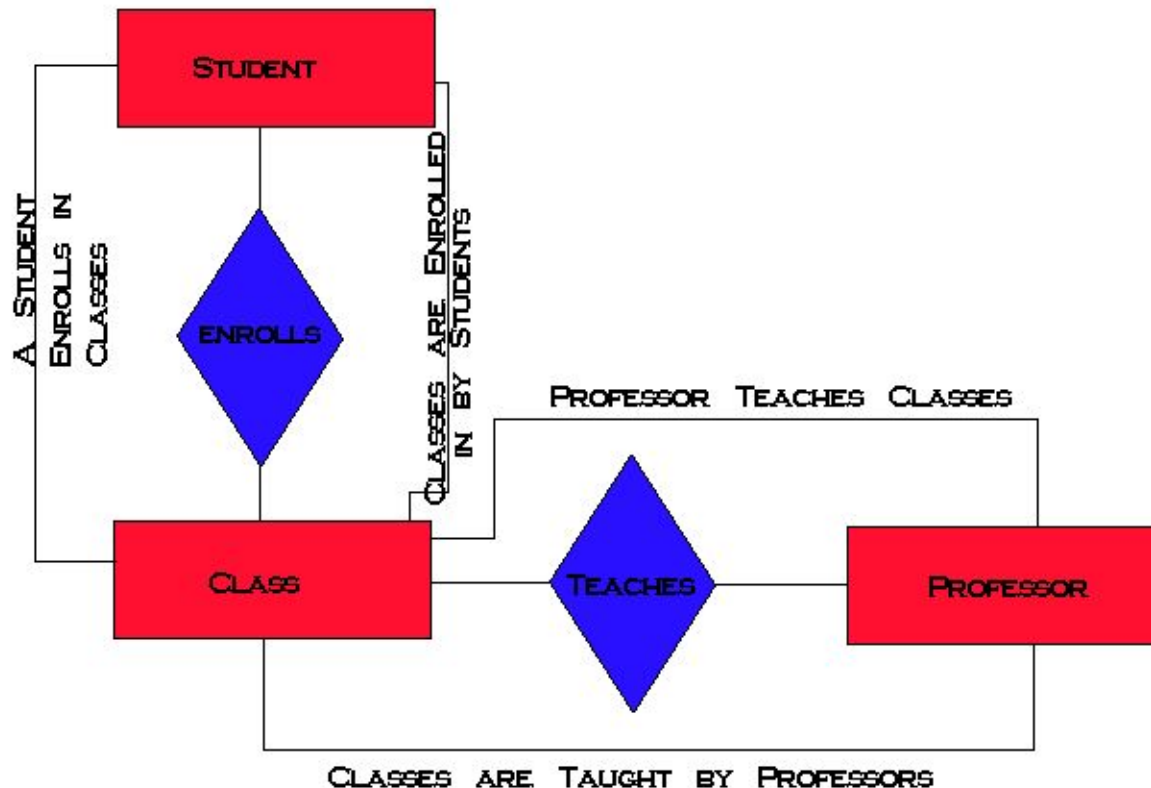 Student
A Student
Enrolls in
Classes
Classes are Enrolled
in by Students
enrolls
Professor Teaches Classes
Class
Teaches
Professor
Classes are Taught by Professors